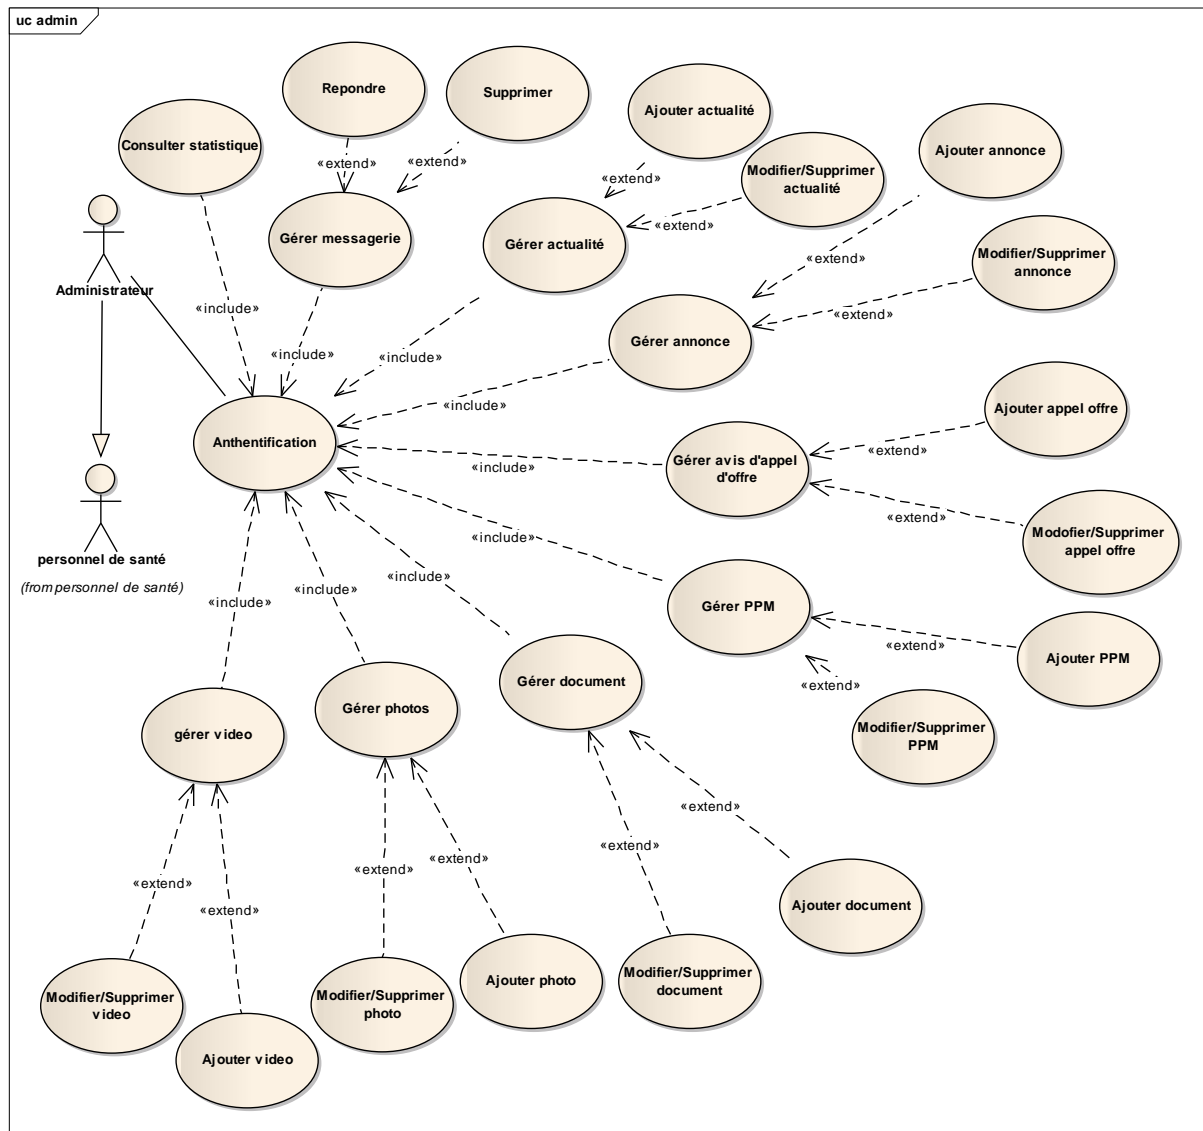 uc admin
Repondre
Supprimer
Ajouter actualité
Consulter statistique
Ajouter annonce
«extend»
«extend»
«extend»
Modifier/Supprimer
actualité
«extend»
Gérer messagerie
Gérer actualité
Modifier/Supprimer
annonce
«extend»
Administrateur
«include»
«extend»
Gérer annonce
«include»
«include»
«include»
Ajouter appel offre
Anthentification
«extend»
Gérer avis d'appel
d'offre
«include»
«extend»
Modofier/Supprimer
appel offre
«include»
personnel de santé
(from personnel de santé)
«include»
«include»
«include»
Gérer PPM
«extend»
Ajouter PPM
«extend»
Gérer document
Gérer photos
gérer video
Modifier/Supprimer
PPM
«extend»
«extend»
«extend»
«extend»
«extend»
«extend»
Ajouter document
Modifier/Supprimer
video
Modifier/Supprimer
photo
Ajouter photo
Modifier/Supprimer
document
Ajouter video